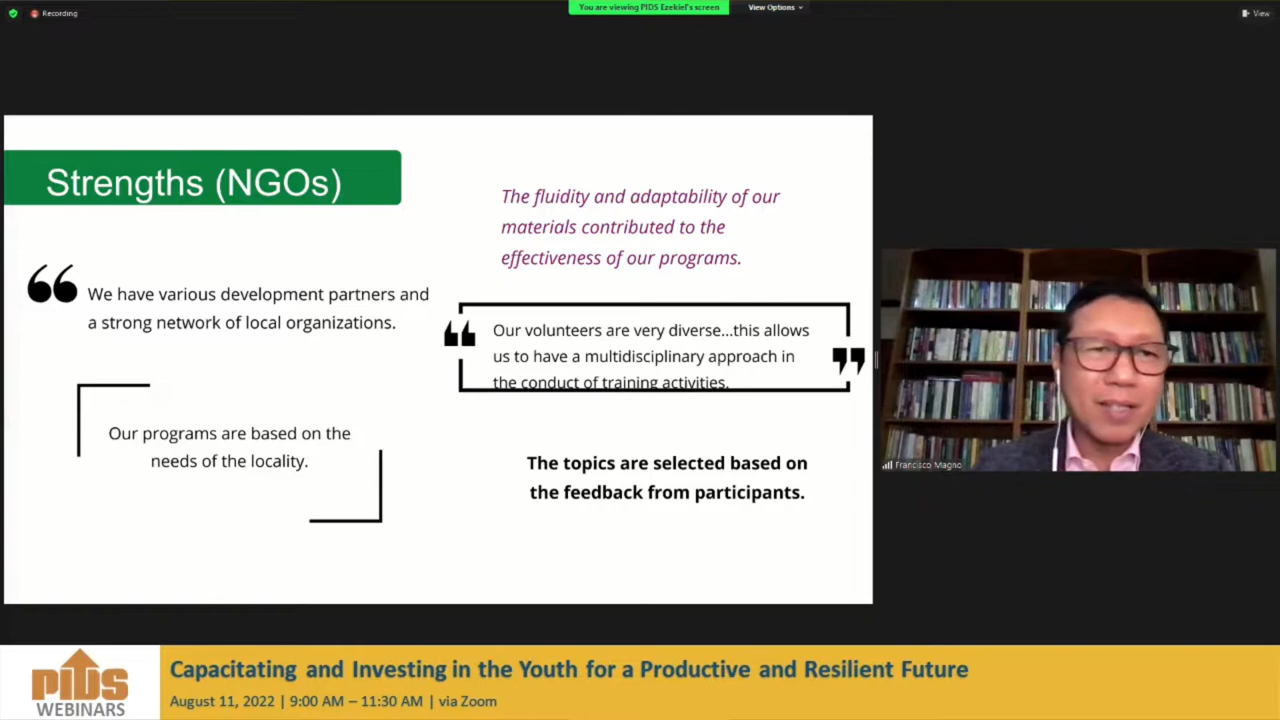 Recording
You are viewing PIDS Ezekiel's screen
View Options
View
Strengths (NGOs)
The fluidity and adaptability of our
materials contributed to the
effectiveness of our programs.
We have various development partners and
a strong network of local organizations.
Our volunteers are very diverse...this allows
us to have a multidisciplinary approach in
the conduct of training activities.
Our programs are based on the
needs of the locality.
The topics are selected based on
the feedback from participants.
Francisco Magno
PIDS
WEBINARS
Capacitating and Investing in the Youth for a Productive and Resilient Future
August 11, 2022 | 9:00 AM – 11:30 AM | via Zoom